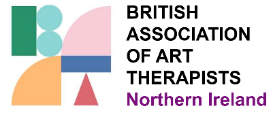 BRITISH
ASSOCIATION
OF ART
THERAPISTS
Northern Ireland